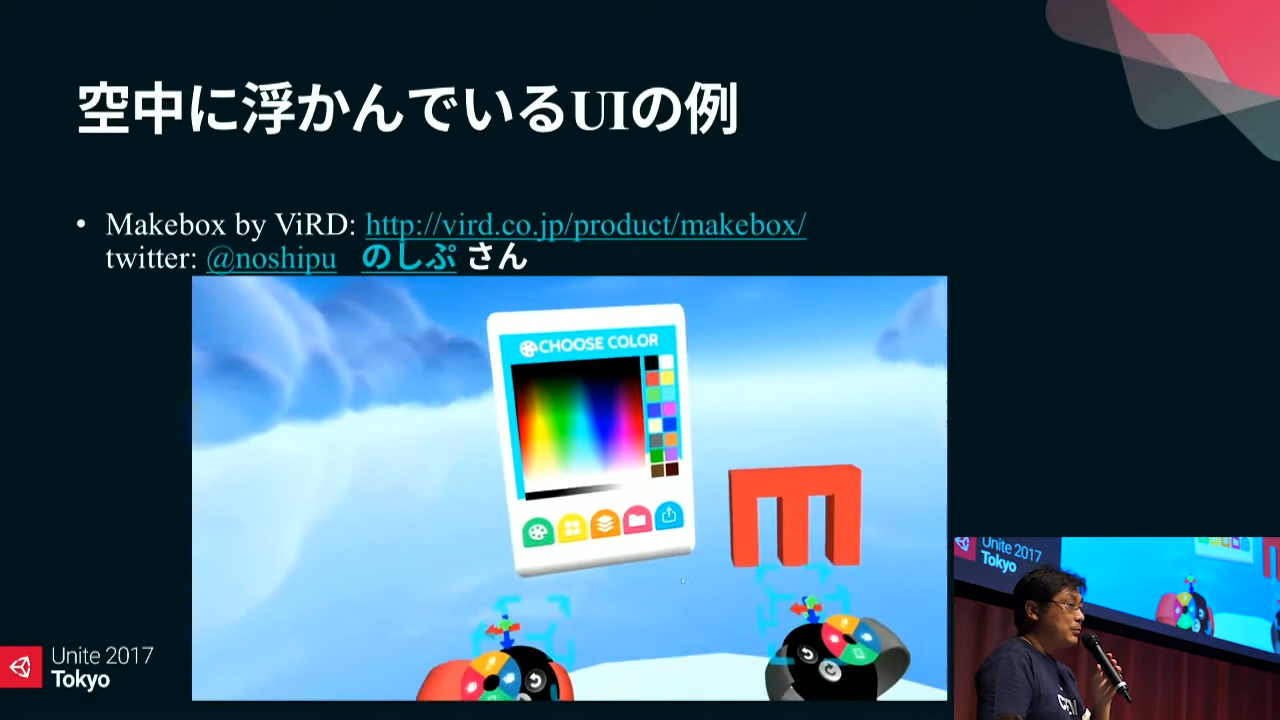 空中に浮かんでいるUIの例
• Makebox by ViRD: http://vird.co.jp/product/makebox/
twitter: @noshipu のしぷ さん
CHOOSE COLOR
Unite 2017
Tokyo
Unite 2017
Tokyo